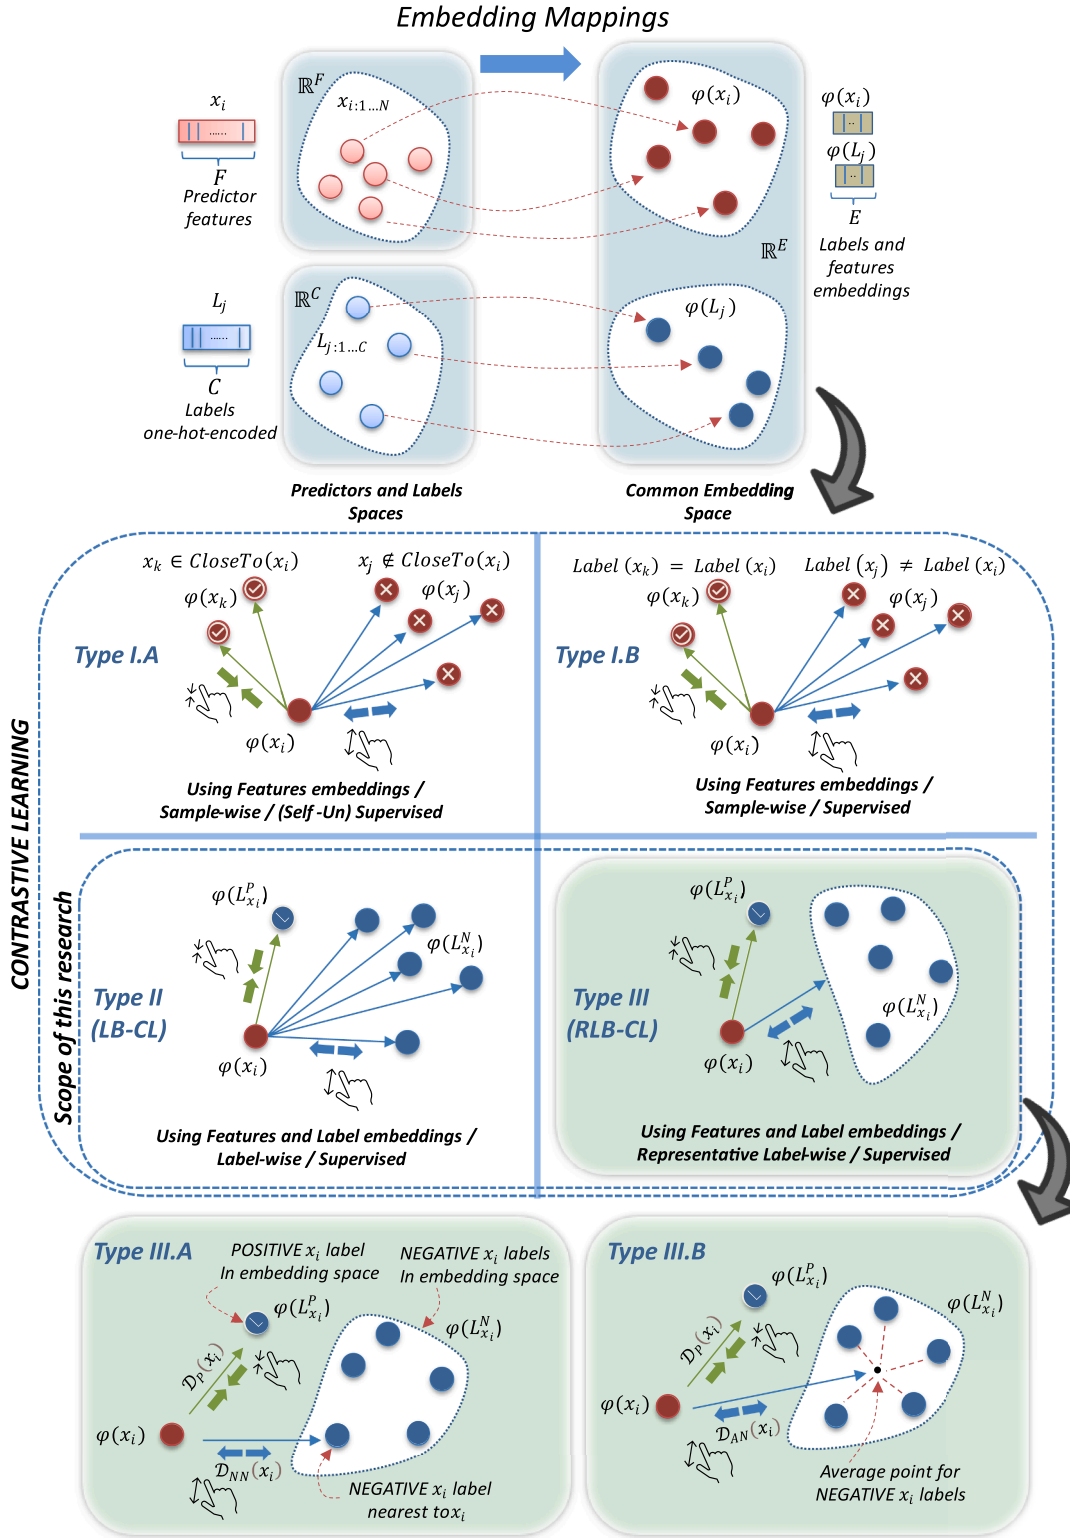 Embedding Mappings
ℝ^F
x_{i:1…N}
x_i
......
F
Predictor
features
φ(x_i)
φ(x_i)
..
φ(L_j)
..
E
Labels and
features
embeddings
ℝ^E
ℝ^C
L_{j:1…C}
L_j
......
C
Labels
one-hot-encoded
φ(L_j)
Predictors and Labels
Spaces
Common Embedding
Space
CONTRASTIVE LEARNING
Scope of this research
x_k ∈ CloseTo(x_i)
x_j ∉ CloseTo(x_i)
φ(x_k)
φ(x_j)
Type I.A
φ(x_i)
Using Features embeddings /
Sample-wise / (Self -Un) Supervised
Label (x_k) = Label (x_i)
Label (x_j) ≠ Label (x_i)
φ(x_k)
φ(x_j)
Type I.B
φ(x_i)
Using Features embeddings /
Sample-wise / Supervised
φ(L^P_{x_i})
φ(L^N_{x_i})
Type II
(LB-CL)
φ(x_i)
Using Features and Label embeddings /
Label-wise / Supervised
φ(L^P_{x_i})
φ(L^N_{x_i})
Type III
(RLB-CL)
φ(x_i)
Using Features and Label embeddings /
Representative Label-wise / Supervised
Type III.A
POSITIVE x_i label
In embedding space
NEGATIVE x_i labels
In embedding space
φ(L^P_{x_i})
φ(L^N_{x_i})
𝒟_P(x_i)
φ(x_i)
𝒟_{NN}(x_i)
NEGATIVE x_i label
nearest to x_i
Type III.B
φ(L^P_{x_i})
φ(L^N_{x_i})
𝒟_P(x_i)
φ(x_i)
𝒟_{AN}(x_i)
Average point for
NEGATIVE x_i labels